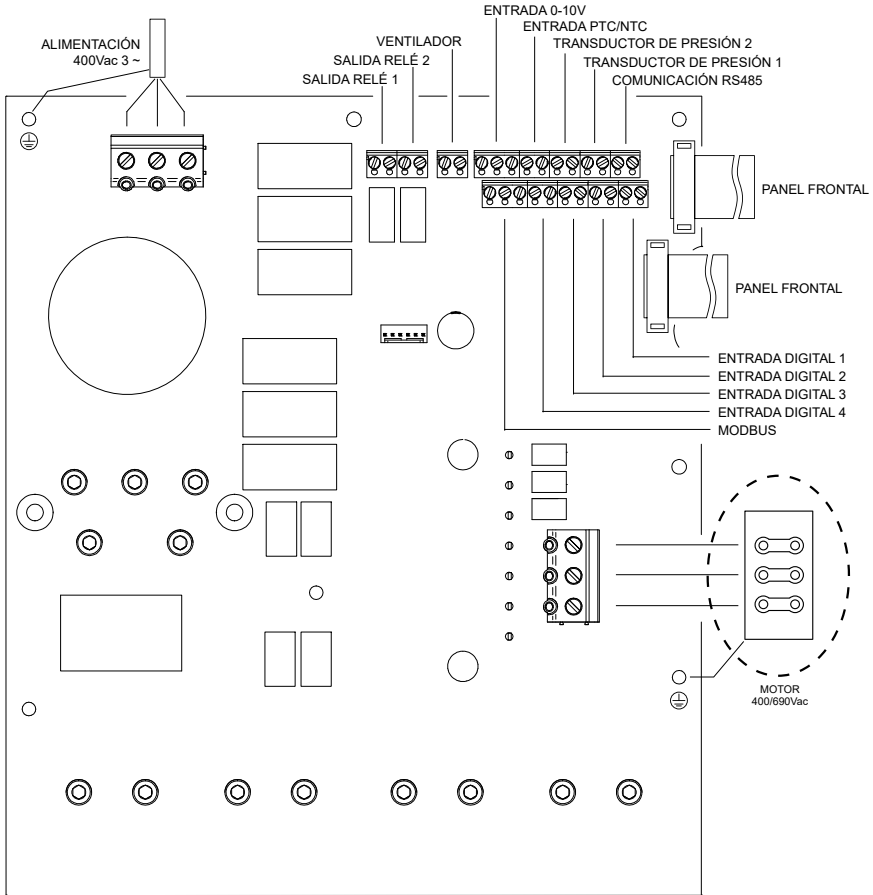 ENTRADA 0-10V
ENTRADA PTC/NTC
TRANSDUCTOR DE PRESIÓN 2
TRANSDUCTOR DE PRESIÓN 1
COMUNICACIÓN RS485
VENTILADOR
SALIDA RELÉ 2
SALIDA RELÉ 1
ALIMENTACIÓN
400Vac 3 ~
PANEL FRONTAL
PANEL FRONTAL
ENTRADA DIGITAL 1
ENTRADA DIGITAL 2
ENTRADA DIGITAL 3
ENTRADA DIGITAL 4
MODBUS
MOTOR
400/690Vac